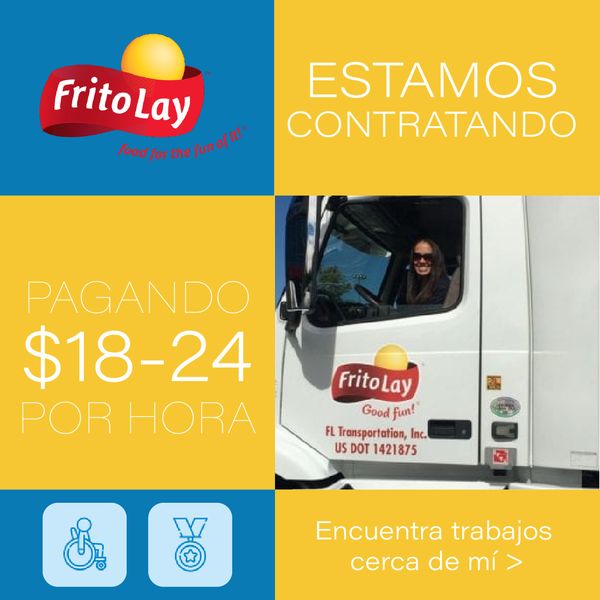 Frito Lay
food for the fun of it!
ESTAMOS
CONTRATANDO
PAGANDO
$18-24
POR HORA
Frito Lay
Good fun!
FL Transportation, Inc.
US DOT 1421875
Encuentra trabajos
cerca de mí >